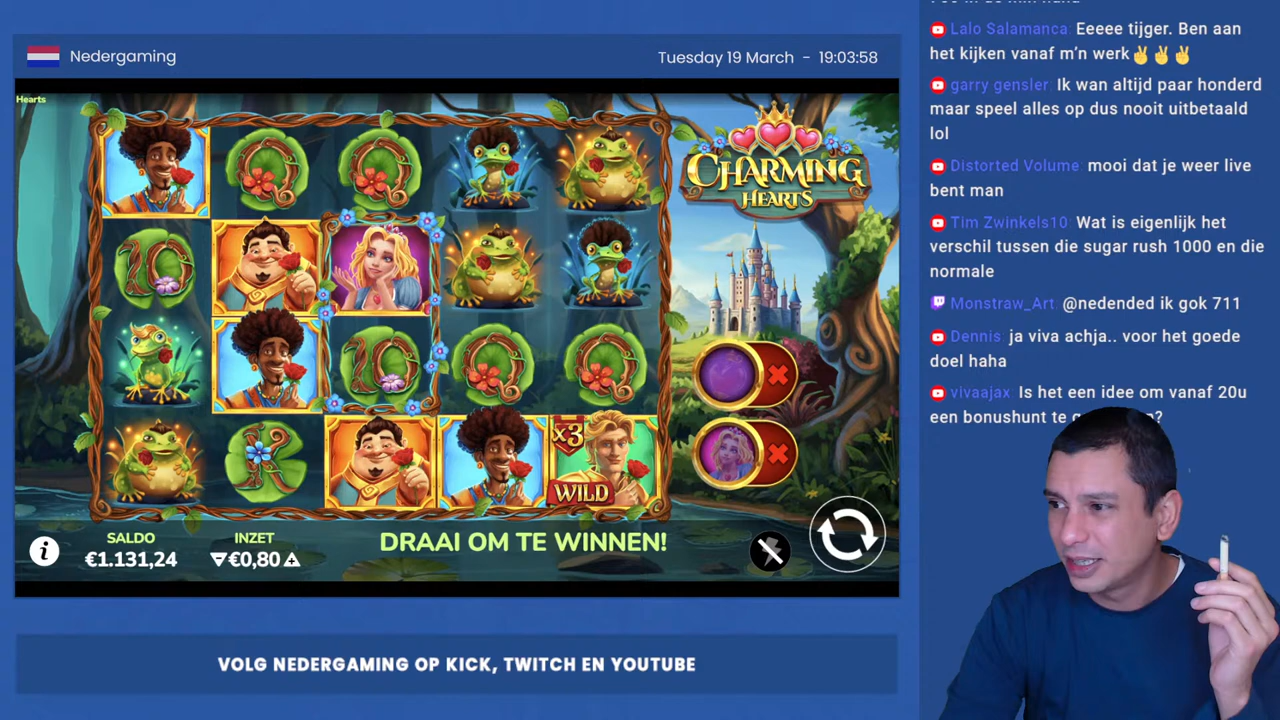 Nedergaming
Tuesday 19 March - 19:03:58
Hearts
CHARMING
HEARTS
Q
Q
10
10
Q
Q
K
x3
WILD
SALDO
€1.131,24
INZET
€0,80
DRAAI OM TE WINNEN!
VOLG NEDERGAMING OP KICK, TWITCH EN YOUTUBE
Lalo Salamanca: Eeeee tijger. Ben aan
het kijken vanaf m’n werk✌️✌️✌️
garry gensler: Ik wan altijd paar honderd
maar speel alles op dus nooit uitbetaald
lol
Distorted Volume: mooi dat je weer live
bent man
Tim Zwinkels10: Wat is eigenlijk het
verschil tussen die sugar rush 1000 en die
normale
Monstraw_Art: @nedended ik gok 711
Dennis: ja viva achja.. voor het goede
doel haha
vivaajax: Is het een idee om vanaf 20u
een bonushunt te